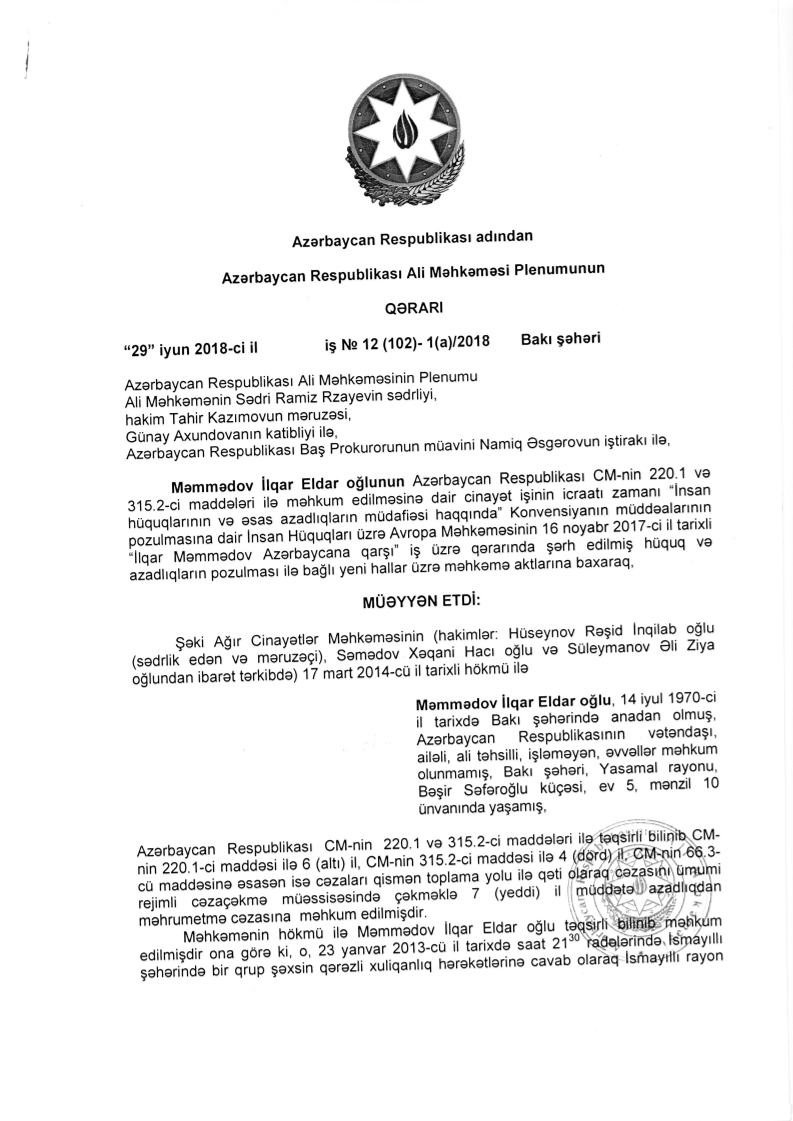 Azərbaycan Respublikası adından
Azərbaycan Respublikası Ali Məhkəməsi Plenumunun
QƏRARI
“29” iyun 2018-ci il iş № 12 (102)- 1(a)/2018 Bakı şəhəri
Azərbaycan Respublikası Ali Məhkəməsinin Plenumu
Ali Məhkəmənin Sədri Ramiz Rzayevin sədrliyi,
hakim Tahir Kazımovun məruzəsi,
Günay Axundovanın katibliyi ilə,
Azərbaycan Respublikası Baş Prokurorunun müavini Namiq Əsgərovun iştirakı ilə,
Məmmədov İlqar Eldar oğlunun Azərbaycan Respublikası CM-nin 220.1 və
315.2-ci maddələri ilə məhkum edilməsinə dair cinayət işinin icraatı zamanı “İnsan
hüquqlarının və əsas azadlıqların müdafiəsi haqqında” Konvensiyanın müddəalarının
pozulmasına dair İnsan Hüquqları üzrə Avropa Məhkəməsinin 16 noyabr 2017-ci il tarixli
“İlqar Məmmədov Azərbaycana qarşı” iş üzrə qərarında şərh edilmiş hüquq və
azadlıqların pozulması ilə bağlı yeni hallar üzrə məhkəmə aktlarına baxaraq,
MÜƏYYƏN ETDİ:
Şəki Ağır Cinayətlər Məhkəməsinin (hakimlər: Hüseynov Rəşid İnqilab oğlu
(sədrlik edən və məruzəçi), Səmədov Xəqani Hacı oğlu və Süleymanov Əli Ziya
oğlundan ibarət tərkibdə) 17 mart 2014-cü il tarixli hökmü ilə
Məmmədov İlqar Eldar oğlu, 14 iyul 1970-ci
il tarixdə Bakı şəhərində anadan olmuş,
Azərbaycan Respublikasının vətəndaşı,
ailəli, ali təhsilli, işləməyən, əvvəllər məhkum
olunmamış, Bakı şəhəri, Yasamal rayonu,
Bəşir Səfəroğlu küçəsi, ev 5, mənzil 10
ünvanında yaşamış,
Azərbaycan Respublikası CM-nin 220.1 və 315.2-ci maddələri ilə təqsirli bilinib CM-
nin 220.1-ci maddəsi ilə 6 (altı) il, CM-nin 315.2-ci maddəsi ilə 4 (dörd) il, CM-nin 66.3-
cü maddəsinə əsasən isə cəzaları qismən toplama yolu ilə qəti olaraq cəzasını ümumi
rejimli cəzaçəkmə müəssisəsində çəkməklə 7 (yeddi) il müddətə azadlıqdan
məhrumetmə cəzasına məhkum edilmişdir.
Məhkəmənin hökmü ilə Məmmədov İlqar Eldar oğlu təqsirli bilinib məhkum
edilmişdir ona görə ki, o, 23 yanvar 2013-cü il tarixdə saat 21³⁰ radələrində, İsmayıllı
şəhərində bir qrup şəxsin qərəzli xuliqanlıq hərəkətlərinə cavab olaraq İsmayıllı rayon